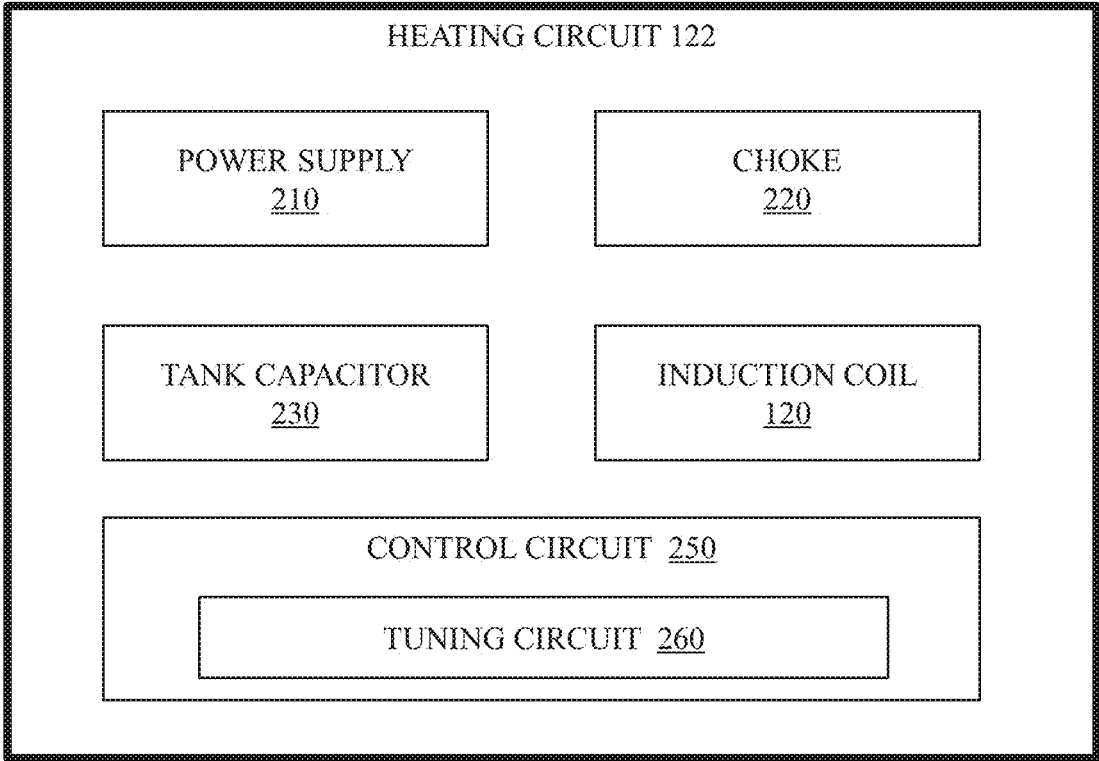 HEATING CIRCUIT 122
POWER SUPPLY
210
CHOKE
220
TANK CAPACITOR
230
INDUCTION COIL
120
CONTROL CIRCUIT 250
TUNING CIRCUIT 260